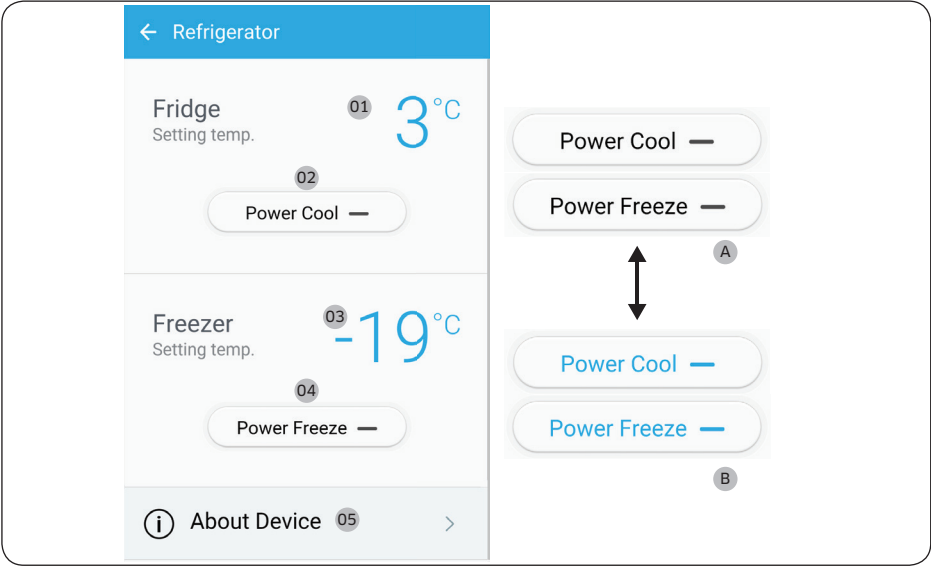 Refrigerator
Fridge
01
3°C
Setting temp.
02
Power Cool
Freezer
03
-19°C
Setting temp.
04
Power Freeze
About Device 05
Power Cool
Power Freeze
A
Power Cool
Power Freeze
B